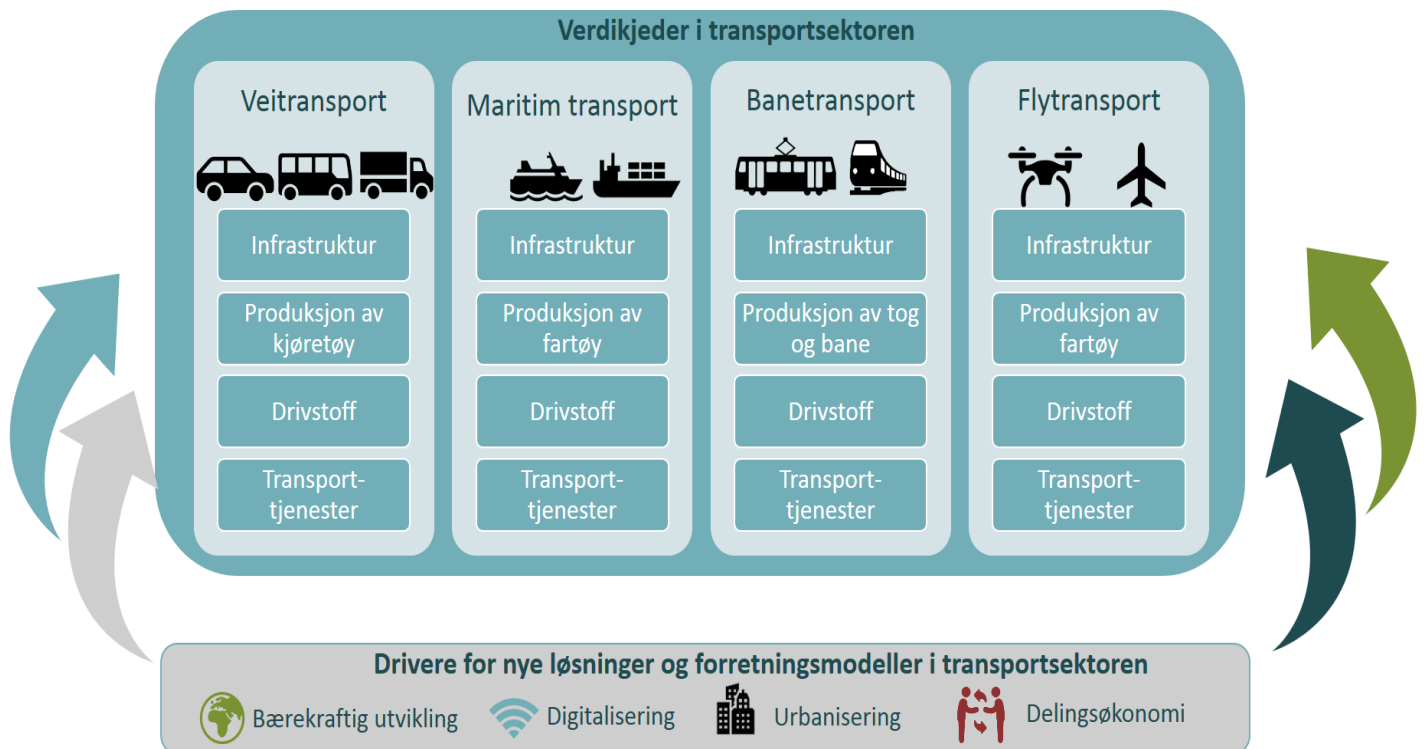 Verdikjeder i transportsektoren
Veitransport
Infrastruktur
Produksjon av
kjøretøy
Drivstoff
Transport-
tjenester
Maritim transport
Infrastruktur
Produksjon av
fartøy
Drivstoff
Transport-
tjenester
Banetransport
Infrastruktur
Produksjon av tog
og bane
Drivstoff
Transport-
tjenester
Flytransport
Infrastruktur
Produksjon av
fartøy
Drivstoff
Transport-
tjenester
Drivere for nye løsninger og forretningsmodeller i transportsektoren
Bærekraftig utvikling
Digitalisering
Urbanisering
Delingsøkonomi